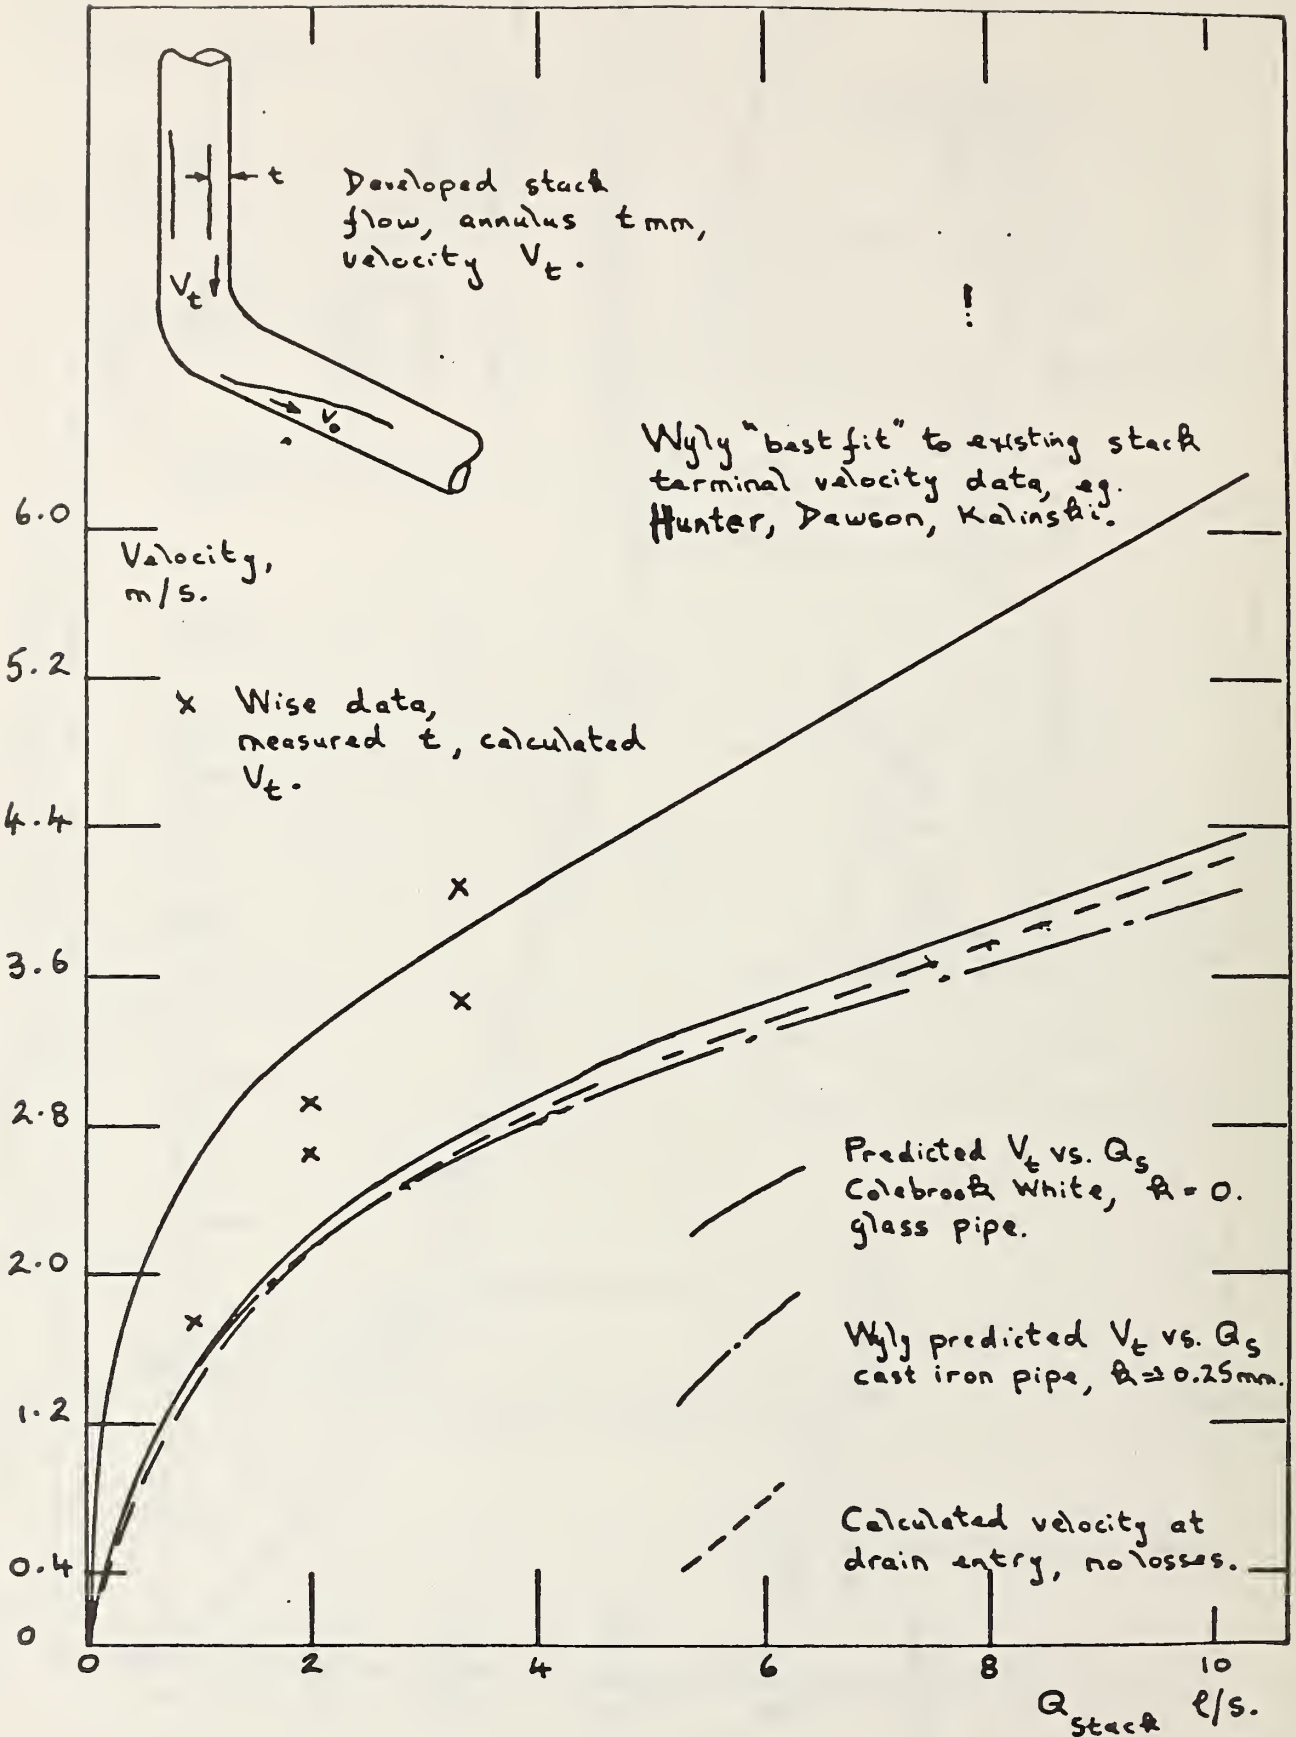 t
Developed stack
flow, annulus t mm,
velocity Vt.
Vt
V₀
!
Wyly "best fit" to existing stack
terminal velocity data, eg.
Hunter, Dawson, Kalinski.
6.0
Velocity,
m/s.
5.2
x Wise data,
measured t, calculated
Vt.
4.4
3.6
2.8
Predicted Vt vs. Qs
Colebrook White, k = 0.
glass pipe.
2.0
Wyly predicted Vt vs. Qs
cast iron pipe, k = 0.25mm.
1.2
Calculated velocity at
drain entry, no losses.
0.4
0
0 2 4 6 8 10
Qstack ℓ/s.